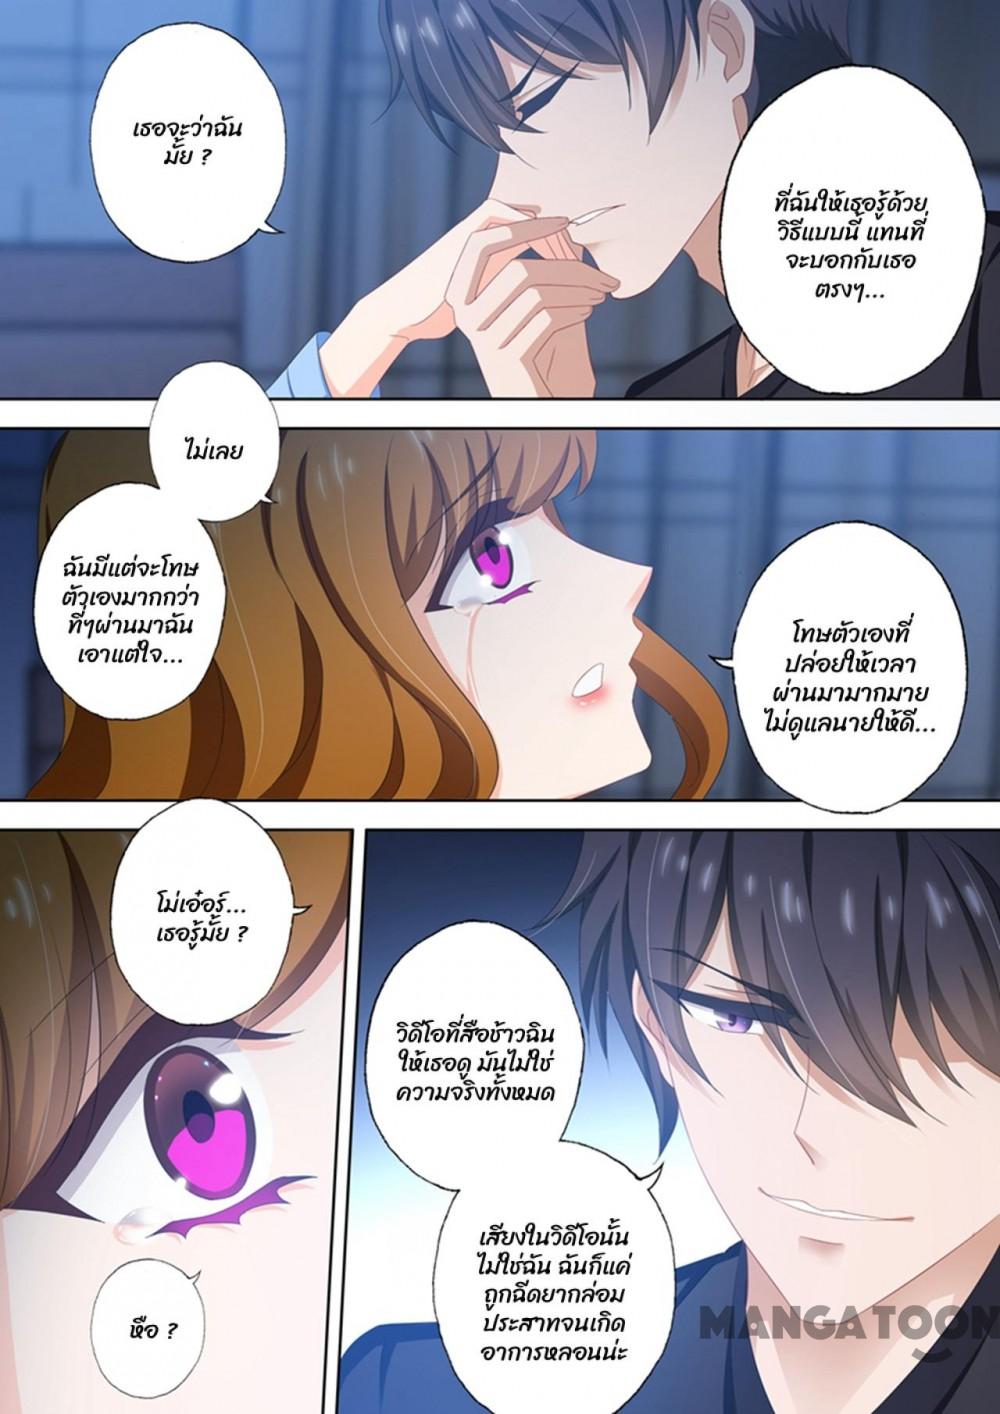 เธอจะว่าฉัน
มั้ย ?
ที่ฉันให้เธอรู้ด้วย
วิธีแบบนี้ แทนที่
จะบอกกับเธอ
ตรงๆ...
ไม่เลย
ฉันมีแต่จะโทษ
ตัวเองมากกว่า
ที่ๆผ่านมาฉัน
เอาแต่ใจ...
โทษตัวเองที่
ปล่อยให้เวลา
ผ่านมามากมาย
ไม่ดูแลนายให้ดี...
โม่เอ๋อร์...
เธอรู้มั้ย ?
หือ ?
วิดีโอที่สือช้าวฉิน
ให้เธอดู มันไม่ใช่
ความจริงทั้งหมด
เสียงในวิดีโอนั้น
ไม่ใช่ฉัน ฉันก็แค่
ถูกฉีดยากล่อม
ประสาทจนเกิด
อาการหลอนน่ะ
MANGATOON